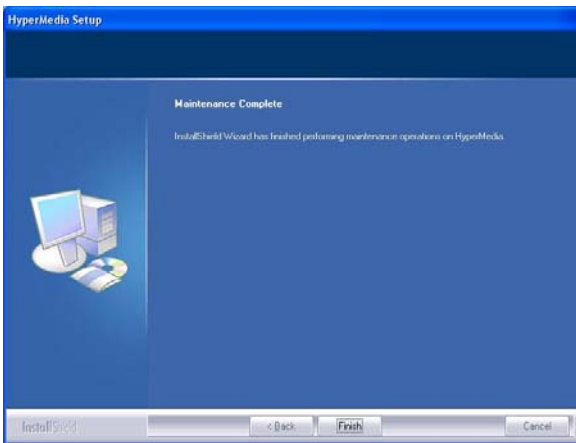 HyperMedia Setup
Maintenance Complete
InstallShield Wizard has finished performing maintenance operations on HyperMedia.
InstallShield
< Back
Finish
Cancel